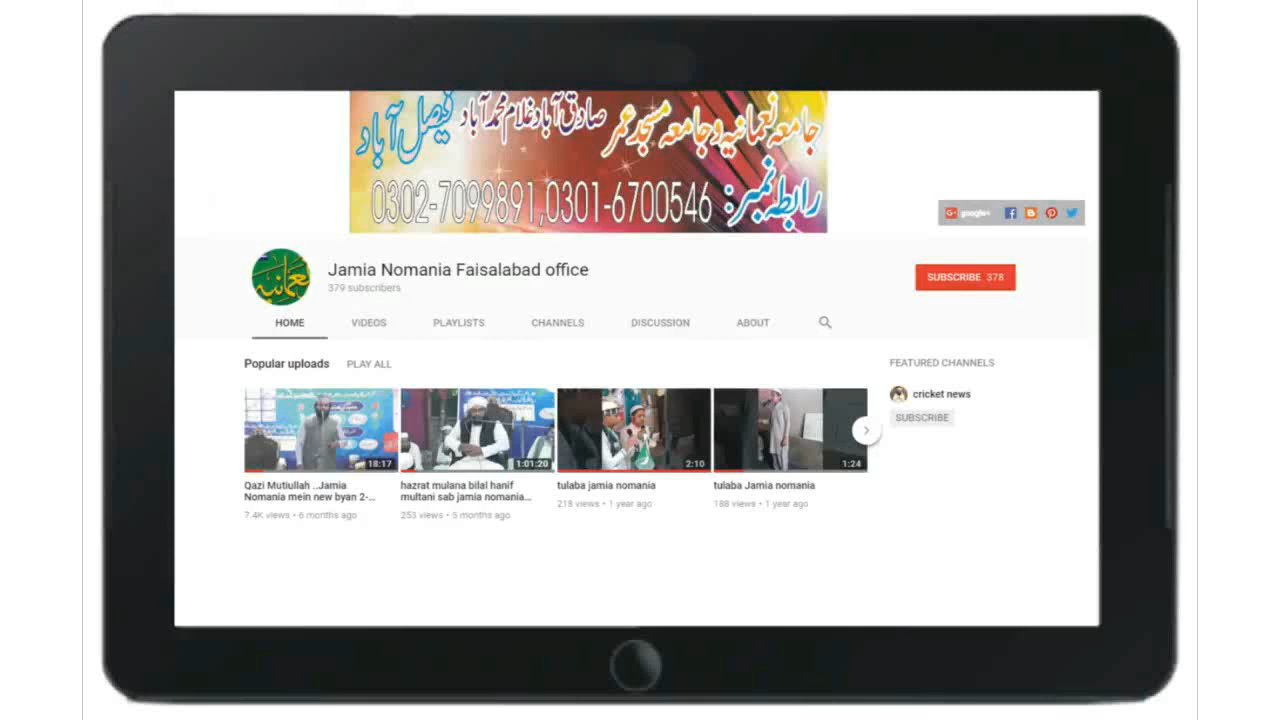 جامعہ نعمانیہ و جامعہ مسجد عمر صادق آباد غلام محمد آباد فیصل آباد
رابطہ نمبر: 0301-6700546,0302-7099891
google+
نعمانیہ
Jamia Nomania Faisalabad office
379 subscribers
SUBSCRIBE 378
HOME VIDEOS PLAYLISTS CHANNELS DISCUSSION ABOUT
Popular uploads PLAY ALL
18:17
1:01:20
2:10
1:24
Qazi Mutiullah ..Jamia
Nomania mein new byan 2-...
7.4K views • 6 months ago
hazrat mulana bilal hanif
multani sab jamia nomania...
253 views • 5 months ago
tulaba jamia nomania
218 views • 1 year ago
tulaba Jamia nomania
188 views • 1 year ago
FEATURED CHANNELS
cricket news
SUBSCRIBE